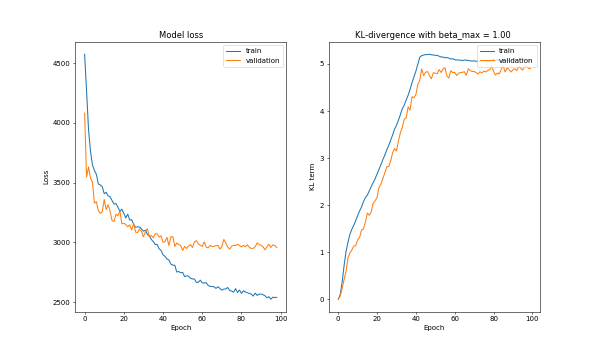 Model loss
train
validation
4500
4000
3500
3000
2500
Loss
0 20 40 60 80 100
Epoch
KL-divergence with beta_max = 1.00
train
validation
5
4
3
2
1
0
KL term
0 20 40 60 80 100
Epoch